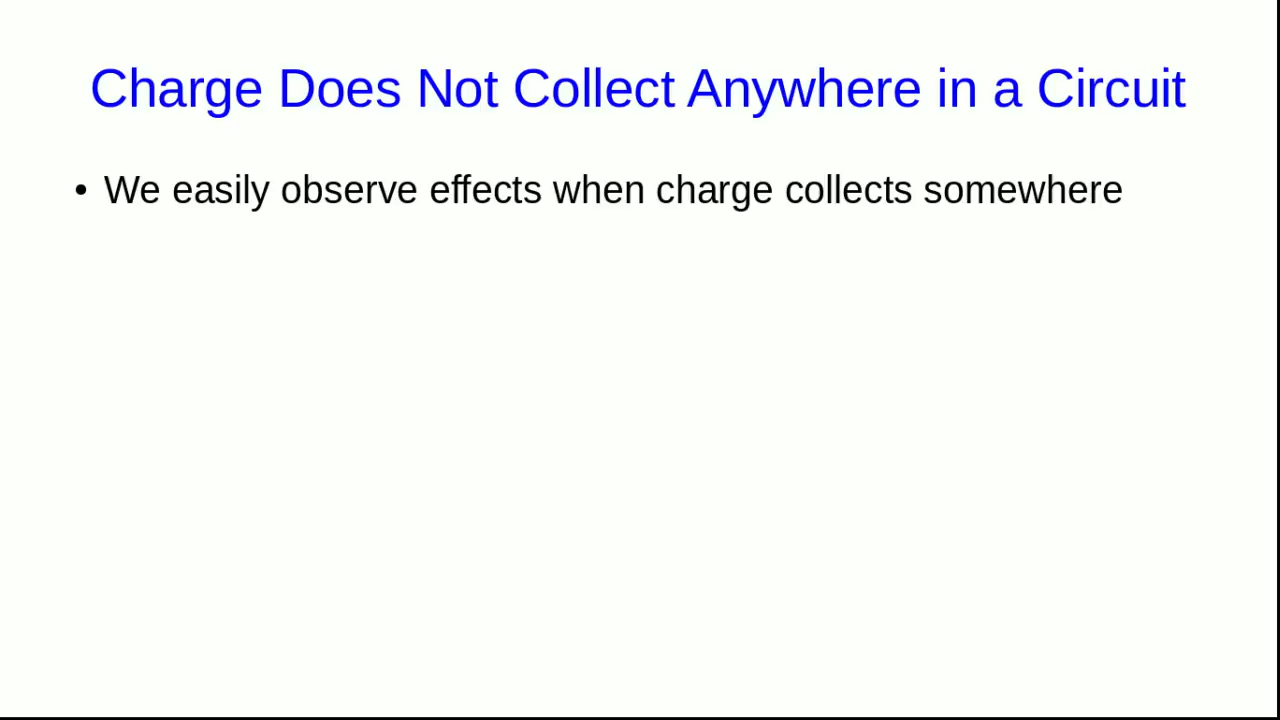 Charge Does Not Collect Anywhere in a Circuit
• We easily observe effects when charge collects somewhere